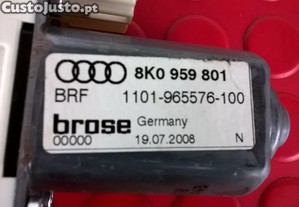 CustoJusto.pt
8K0 959 801
BRF 1101-965576-100
brose Germany
00000 19.07.2008 N